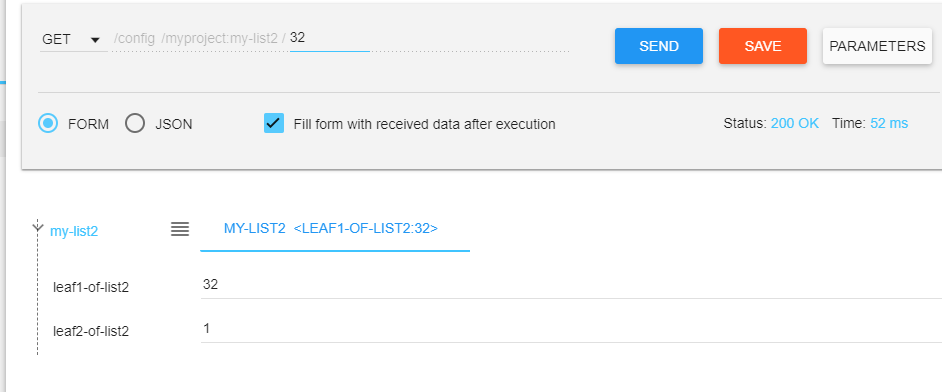 GET /config /myproject:my-list2 / 32 SEND SAVE PARAMETERS
FORM JSON Fill form with received data after execution Status: 200 OK Time: 52 ms
my-list2 MY-LIST2 <LEAF1-OF-LIST2:32>
leaf1-of-list2 32
leaf2-of-list2 1